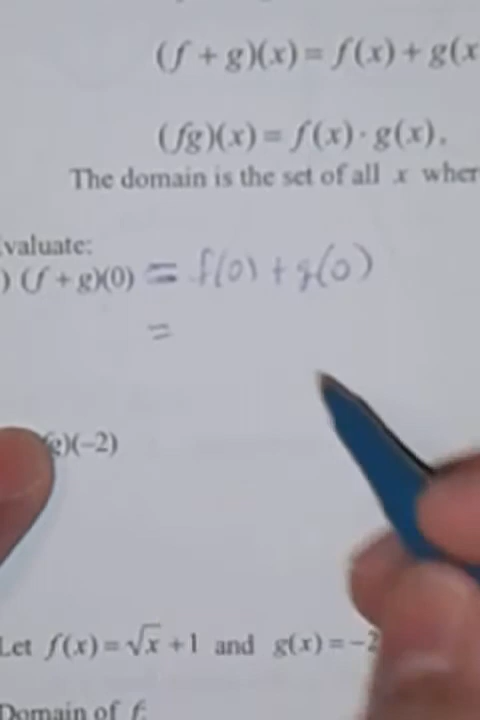 (f + g)(x) = f(x) + g(x
(fg)(x) = f(x) · g(x).
The domain is the set of all x wher
valuate:
) (f + g)(0) = f(0) + g(0)
=
g)(−2)
Let f(x) = √x + 1 and g(x) = −2
Domain of f: